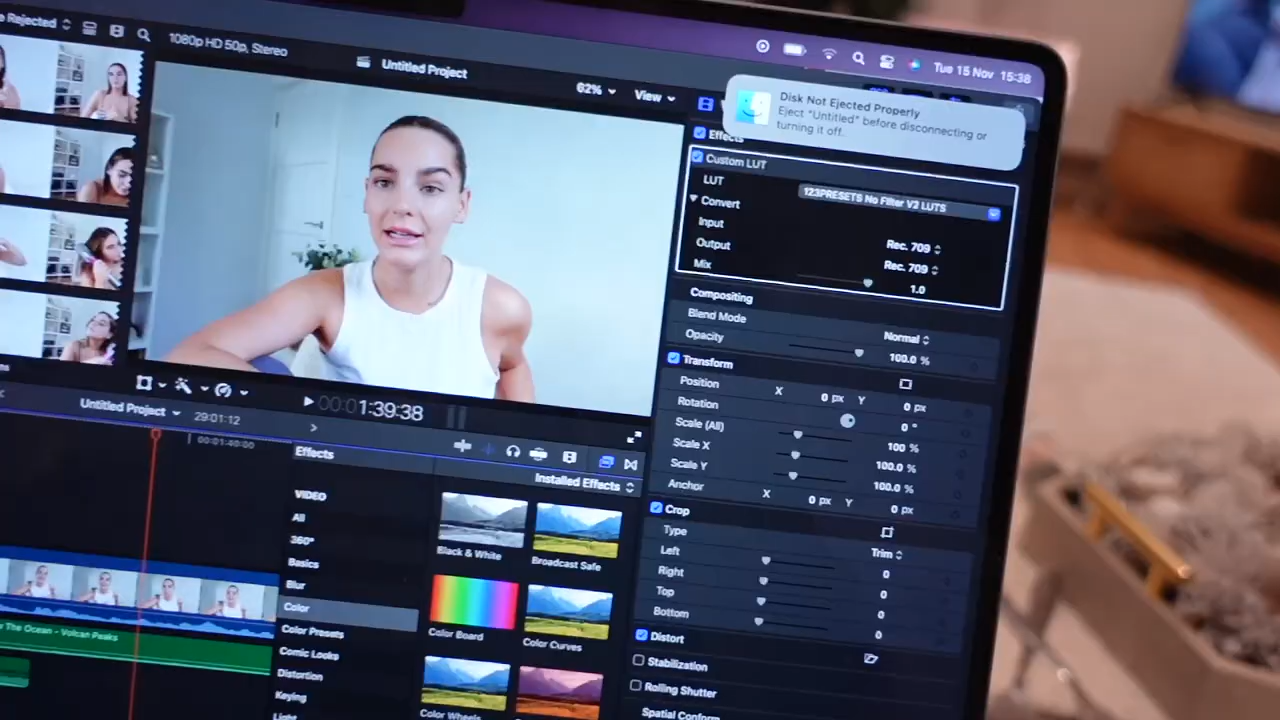 Rejected
1080p HD 50p, Stereo
Untitled Project
62%
View
Tue 15 Nov 15:38
Disk Not Ejected Properly
Eject "Untitled" before disconnecting or
turning it off.
Effects
Custom LUT
LUT
123PRESETS No Filter V2 LUTS
Convert
Input
Rec. 709
Output
Rec. 709
Mix
1.0
Compositing
Blend Mode
Normal
Opacity
100.0 %
Transform
Position
X
0 px
Y
0 px
Rotation
0 °
Scale (All)
100 %
Scale X
100.0 %
Scale Y
100.0 %
Anchor
X
0 px
Y
0 px
Crop
Type
Trim
Left
0
Right
0
Top
0
Bottom
0
Distort
Stabilization
Rolling Shutter
Spatial Conform
00:01:39:38
Untitled Project
29:01:12
00:01:40:00
The Ocean - Volcan Peaks
Effects
Installed Effects
VIDEO
All
360°
Basics
Blur
Color
Color Presets
Comic Looks
Distortion
Keying
Light
Black & White
Broadcast Safe
Color Board
Color Curves
Color Wheels